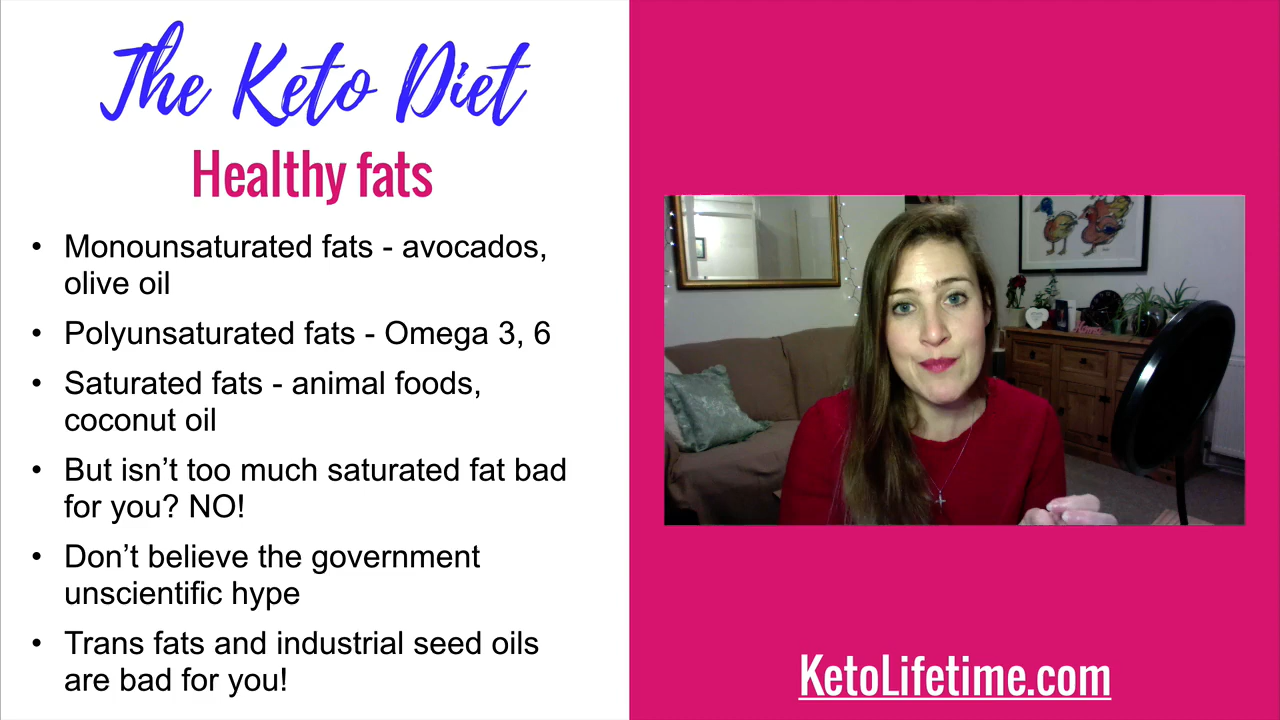 The Keto Diet
Healthy fats
• Monounsaturated fats - avocados,
olive oil
• Polyunsaturated fats - Omega 3, 6
• Saturated fats - animal foods,
coconut oil
• But isn’t too much saturated fat bad
for you? NO!
• Don’t believe the government
unscientific hype
• Trans fats and industrial seed oils
are bad for you!
Home
KetoLifetime.com